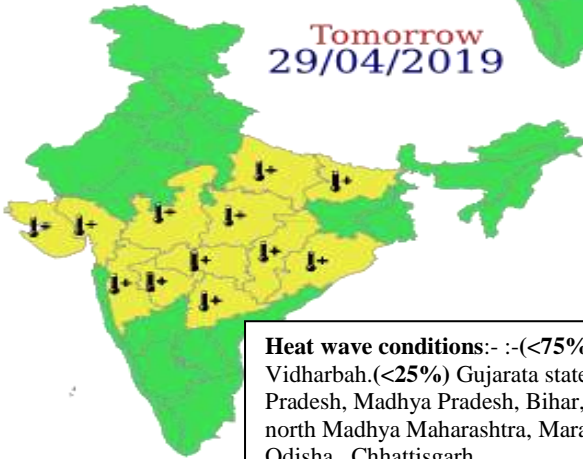 Tomorrow
29/04/2019
Heat wave conditions:- :-(<75%
Vidharbah.(<25%) Gujarata state
Pradesh, Madhya Pradesh, Bihar,
north Madhya Maharashtra, Mara
Odisha, Chhattisgarh